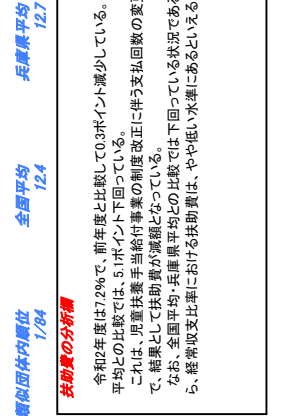 類似団体内順位
1/84
全国平均
12.4
兵庫県平均
12.7
扶助費の分析欄
令和2年度は7.2%で、前年度と比較して0.3ポイント減少している。
平均との比較では、5.1ポイント下回っている。
これは、児童扶養手当給付事業の制度改正に伴う支払回数の変
で、結果として扶助費が減額となっている。
なお、全国平均・兵庫県平均との比較では下回っている状況である
ら、経常収支比率における扶助費は、やや低い水準にあるといえる